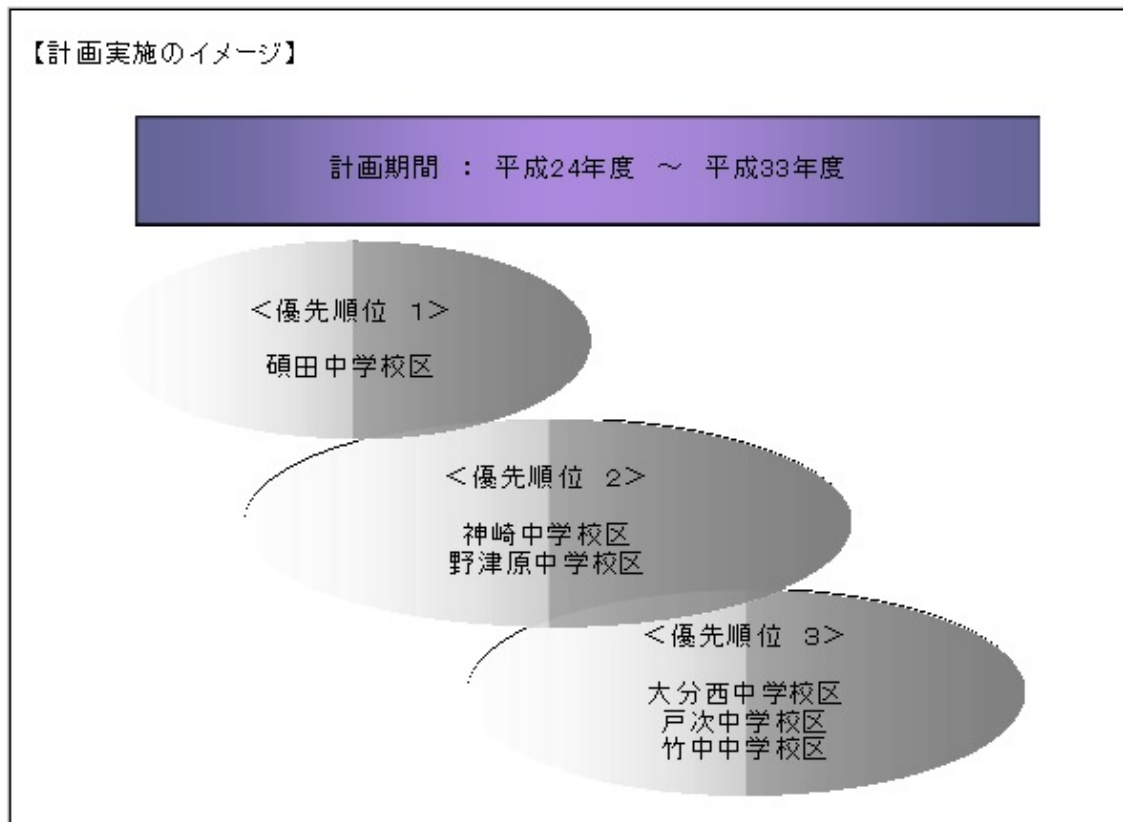 【計画実施のイメージ】
計画期間 ： 平成24年度 ～ 平成33年度
＜優先順位 1＞
碩田中学校区
＜優先順位 2＞
神崎中学校区
野津原中学校区
＜優先順位 3＞
大分西中学校区
戸次中学校区
竹中中学校区